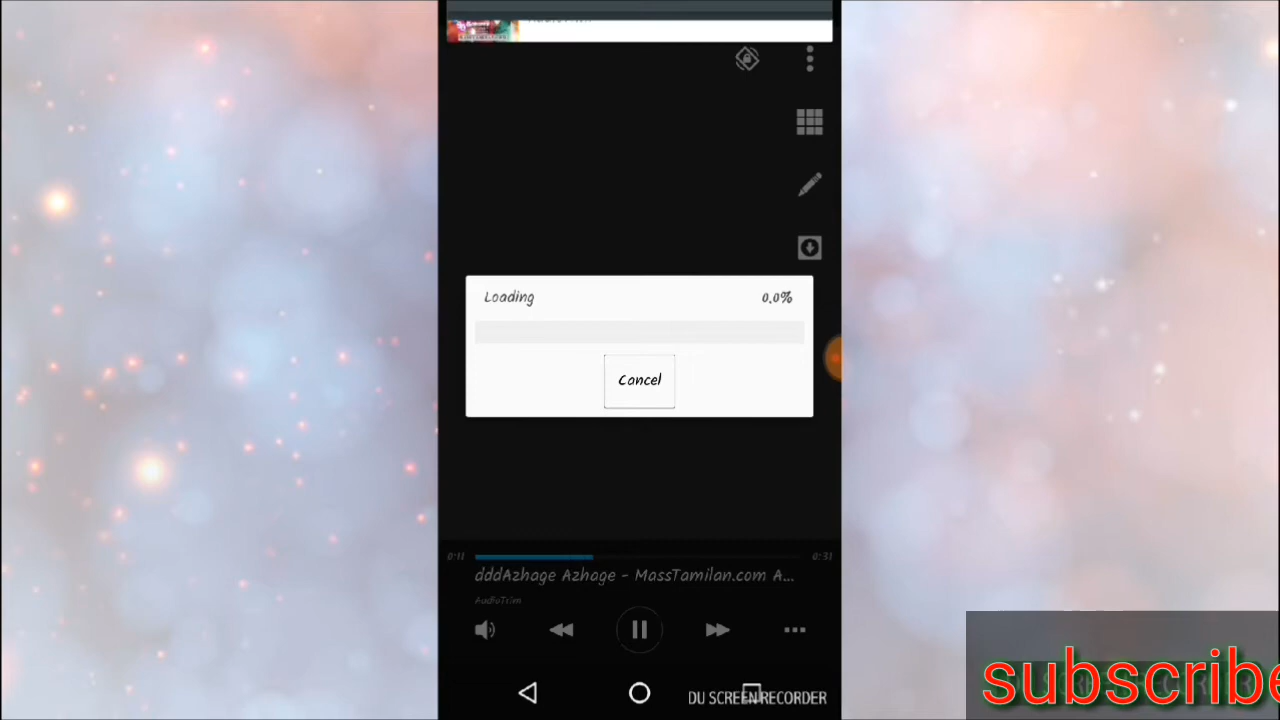 Loading 0.0%
Cancel
0:11 0:31
dddAzhage Azhage - MassTamilan.com A...
AudioTrim
DU SCREEN RECORDER
subscribe